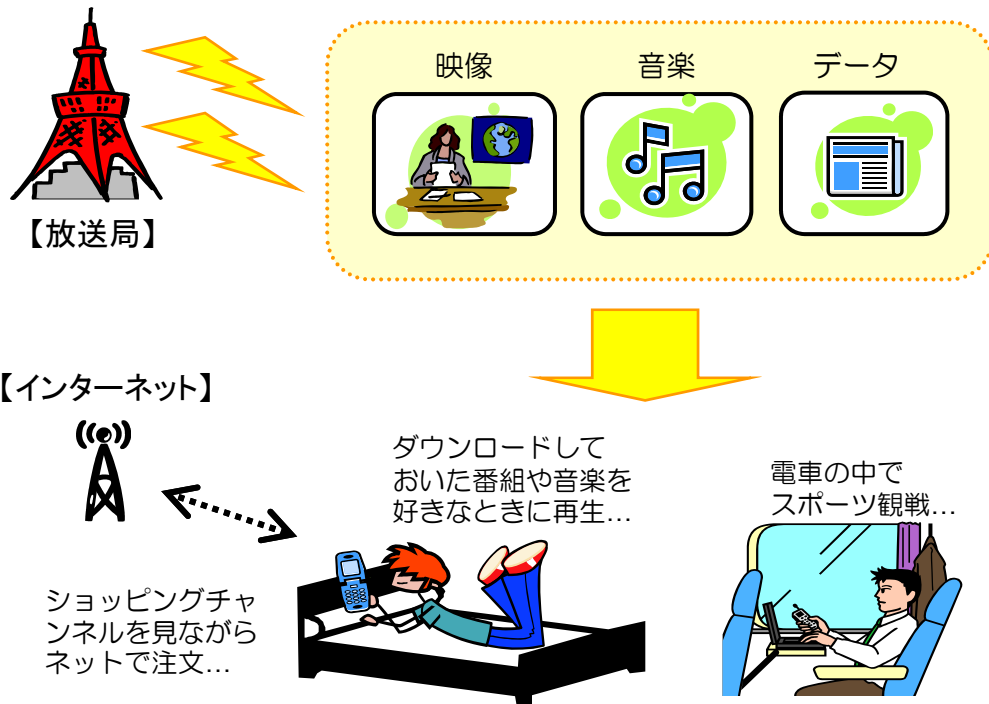 映像
音楽
データ
【放送局】
【インターネット】
ダウンロードして
おいた番組や音楽を
好きなときに再生…
電車の中で
スポーツ観戦…
ショッピングチャ
ンネルを見ながら
ネットで注文…